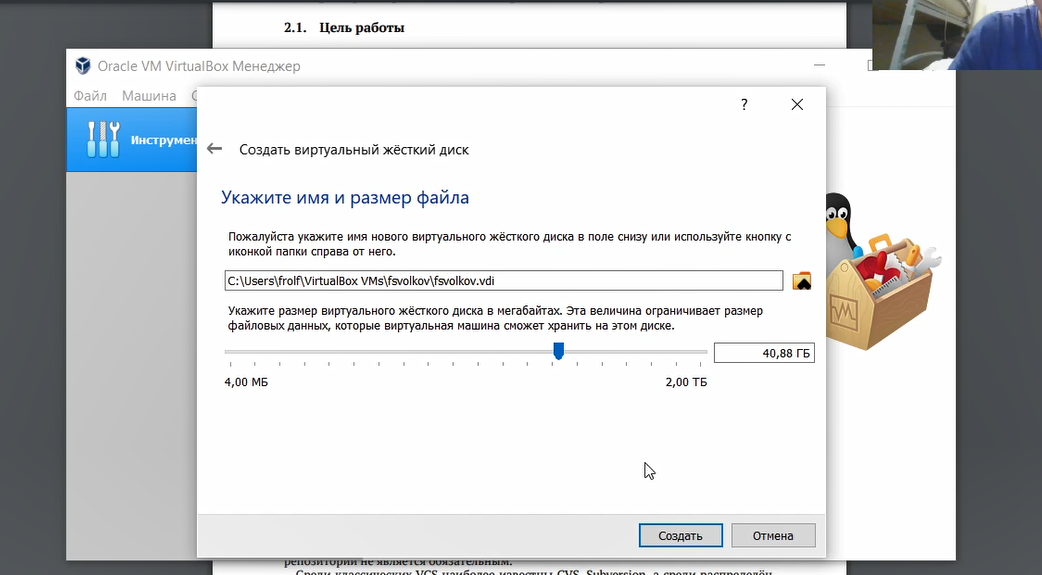 2.1. Цель работы
Oracle VM VirtualBox Менеджер
Файл Машина
?
Инструмен
Создать виртуальный жёсткий диск
Укажите имя и размер файла
Пожалуйста укажите имя нового виртуального жёсткого диска в поле снизу или используйте кнопку с
иконкой папки справа от него.
C:\Users\frolf\VirtualBox VMs\fsvolkov\fsvolkov.vdi
Укажите размер виртуального жёсткого диска в мегабайтах. Эта величина ограничивает размер
файловых данных, которые виртуальная машина сможет хранить на этом диске.
40,88 ГБ
4,00 МБ 2,00 ТБ
Создать Отмена
репозитории не является обязательным.
Среди классических VCS наиболее известны CVS, Subversion, а среди распределён